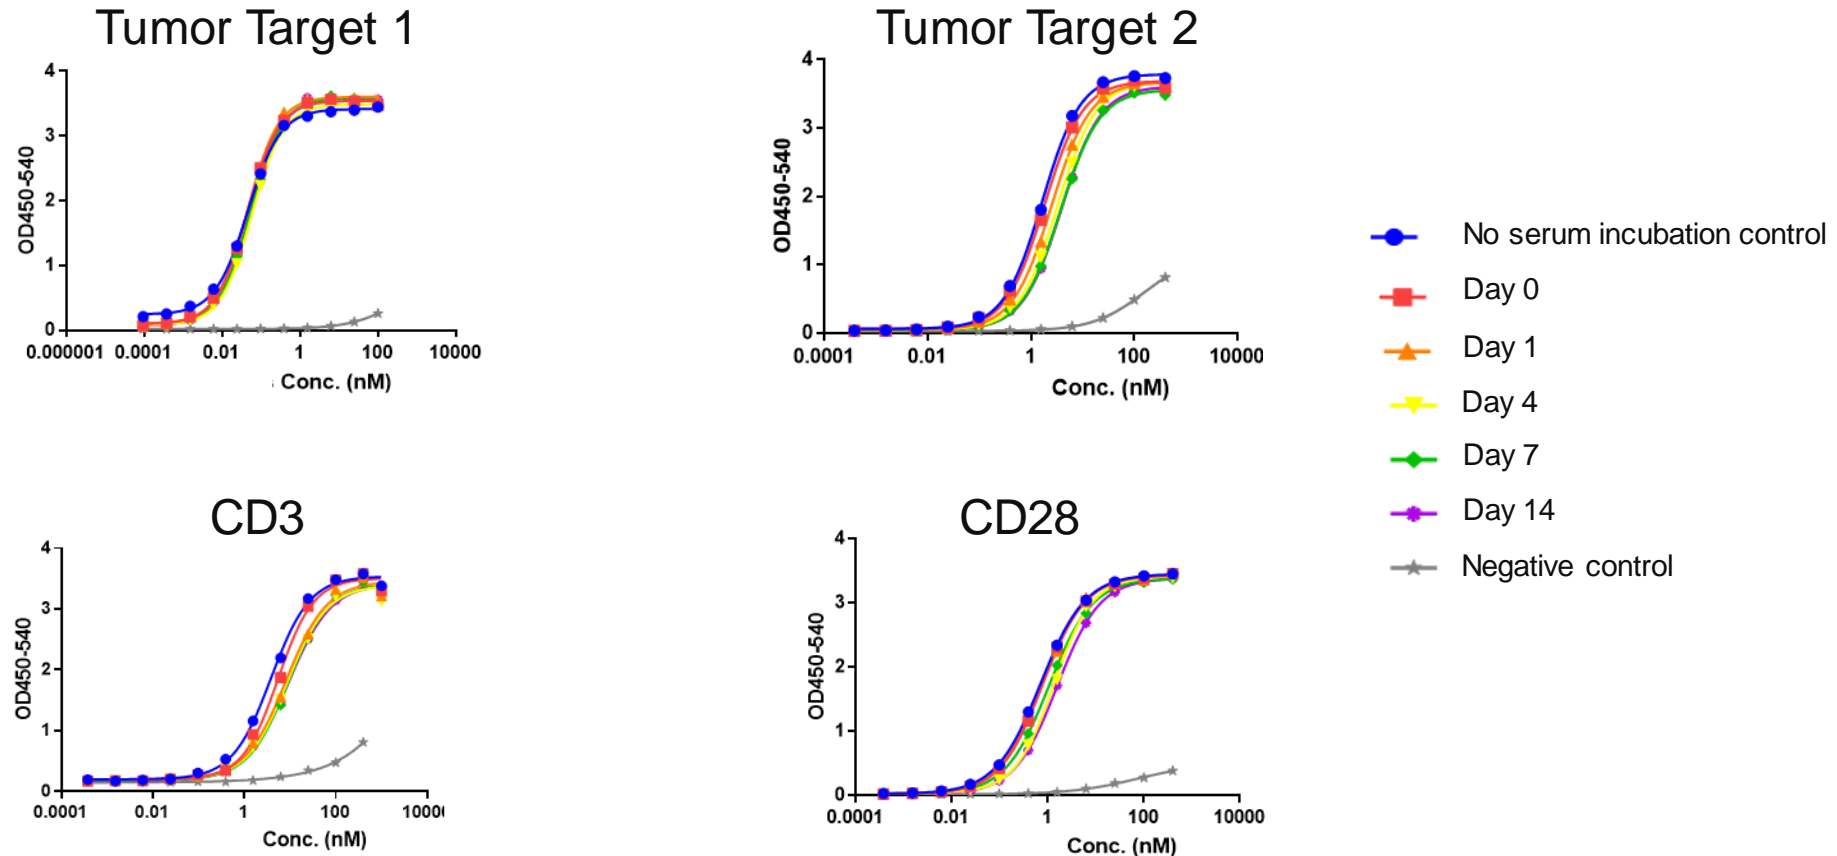 Tumor Target 1
4
3
2
1
0
OD450-540
0.000001 0.0001 0.01 1 100 10000
Conc. (nM)
Tumor Target 2
4
3
2
1
0
OD450-540
0.0001 0.01 1 100 10000
Conc. (nM)
CD3
4
3
2
1
0
OD450-540
0.0001 0.01 1 100 1000
Conc. (nM)
CD28
4
3
2
1
0
OD450-540
0.0001 0.01 1 100 10000
Conc. (nM)
No serum incubation control
Day 0
Day 1
Day 4
Day 7
Day 14
Negative control